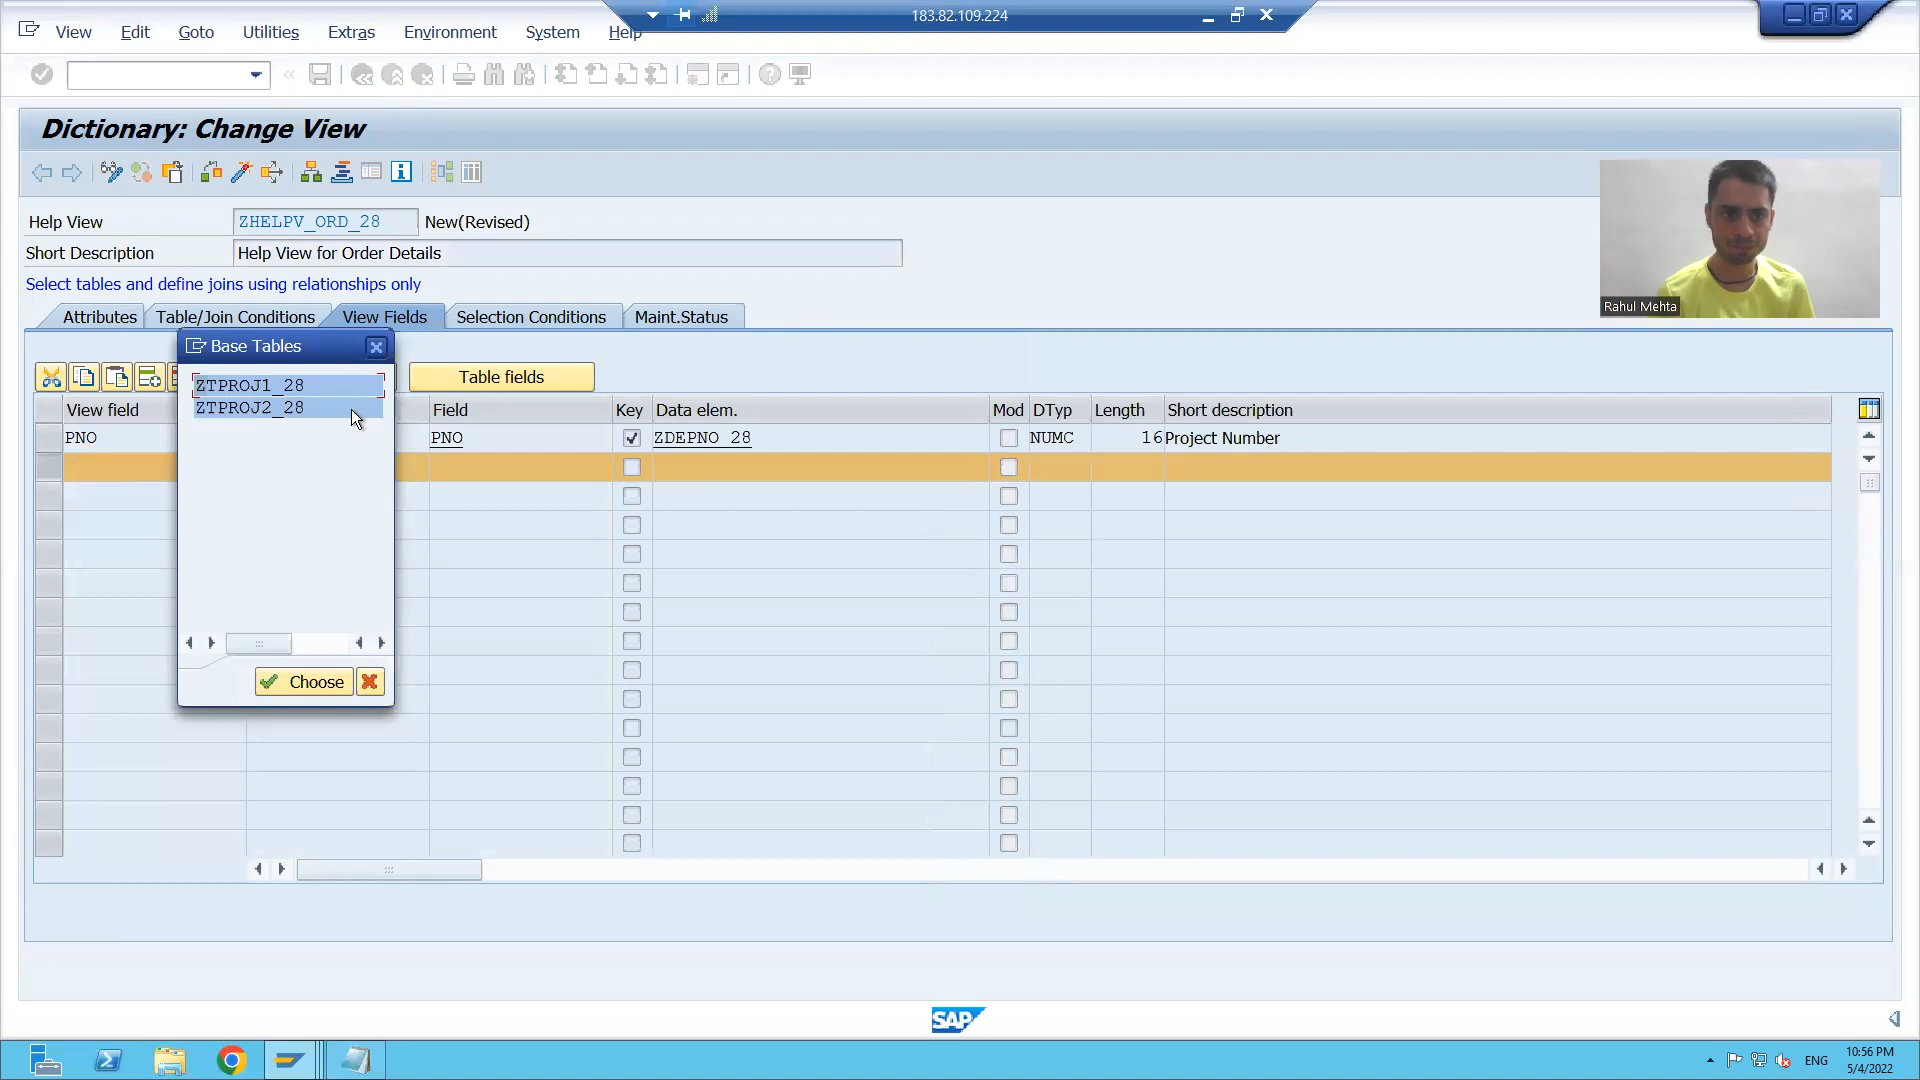 183.82.109.224
View Edit Goto Utilities Extras Environment System Help
Dictionary: Change View
Help View ZHELPV_ORD_28 New(Revised)
Short Description Help View for Order Details
Select tables and define joins using relationships only
Rahul Mehta
Attributes Table/Join Conditions View Fields Selection Conditions Maint.Status
Base Tables
ZTPROJ1_28
ZTPROJ2_28
Choose
Table fields
View field Field Key Data elem. Mod DTyp Length Short description
PNO PNO ZDEPNO_28 NUMC 16 Project Number
SAP
ENG
10:56 PM
5/4/2022